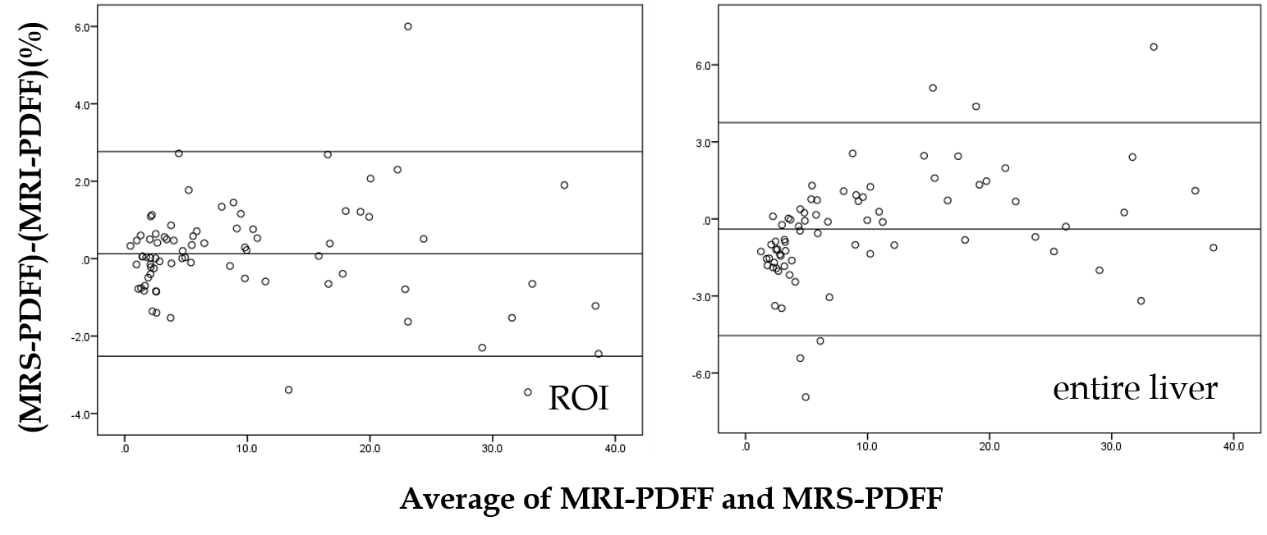 (MRS-PDFF)-(MRI-PDFF)(%)
6.0
4.0
2.0
.0
-2.0
-4.0
.0 10.0 20.0 30.0 40.0
ROI
6.0
3.0
.0
-3.0
-6.0
.0 10.0 20.0 30.0 40.0
entire liver
Average of MRI-PDFF and MRS-PDFF